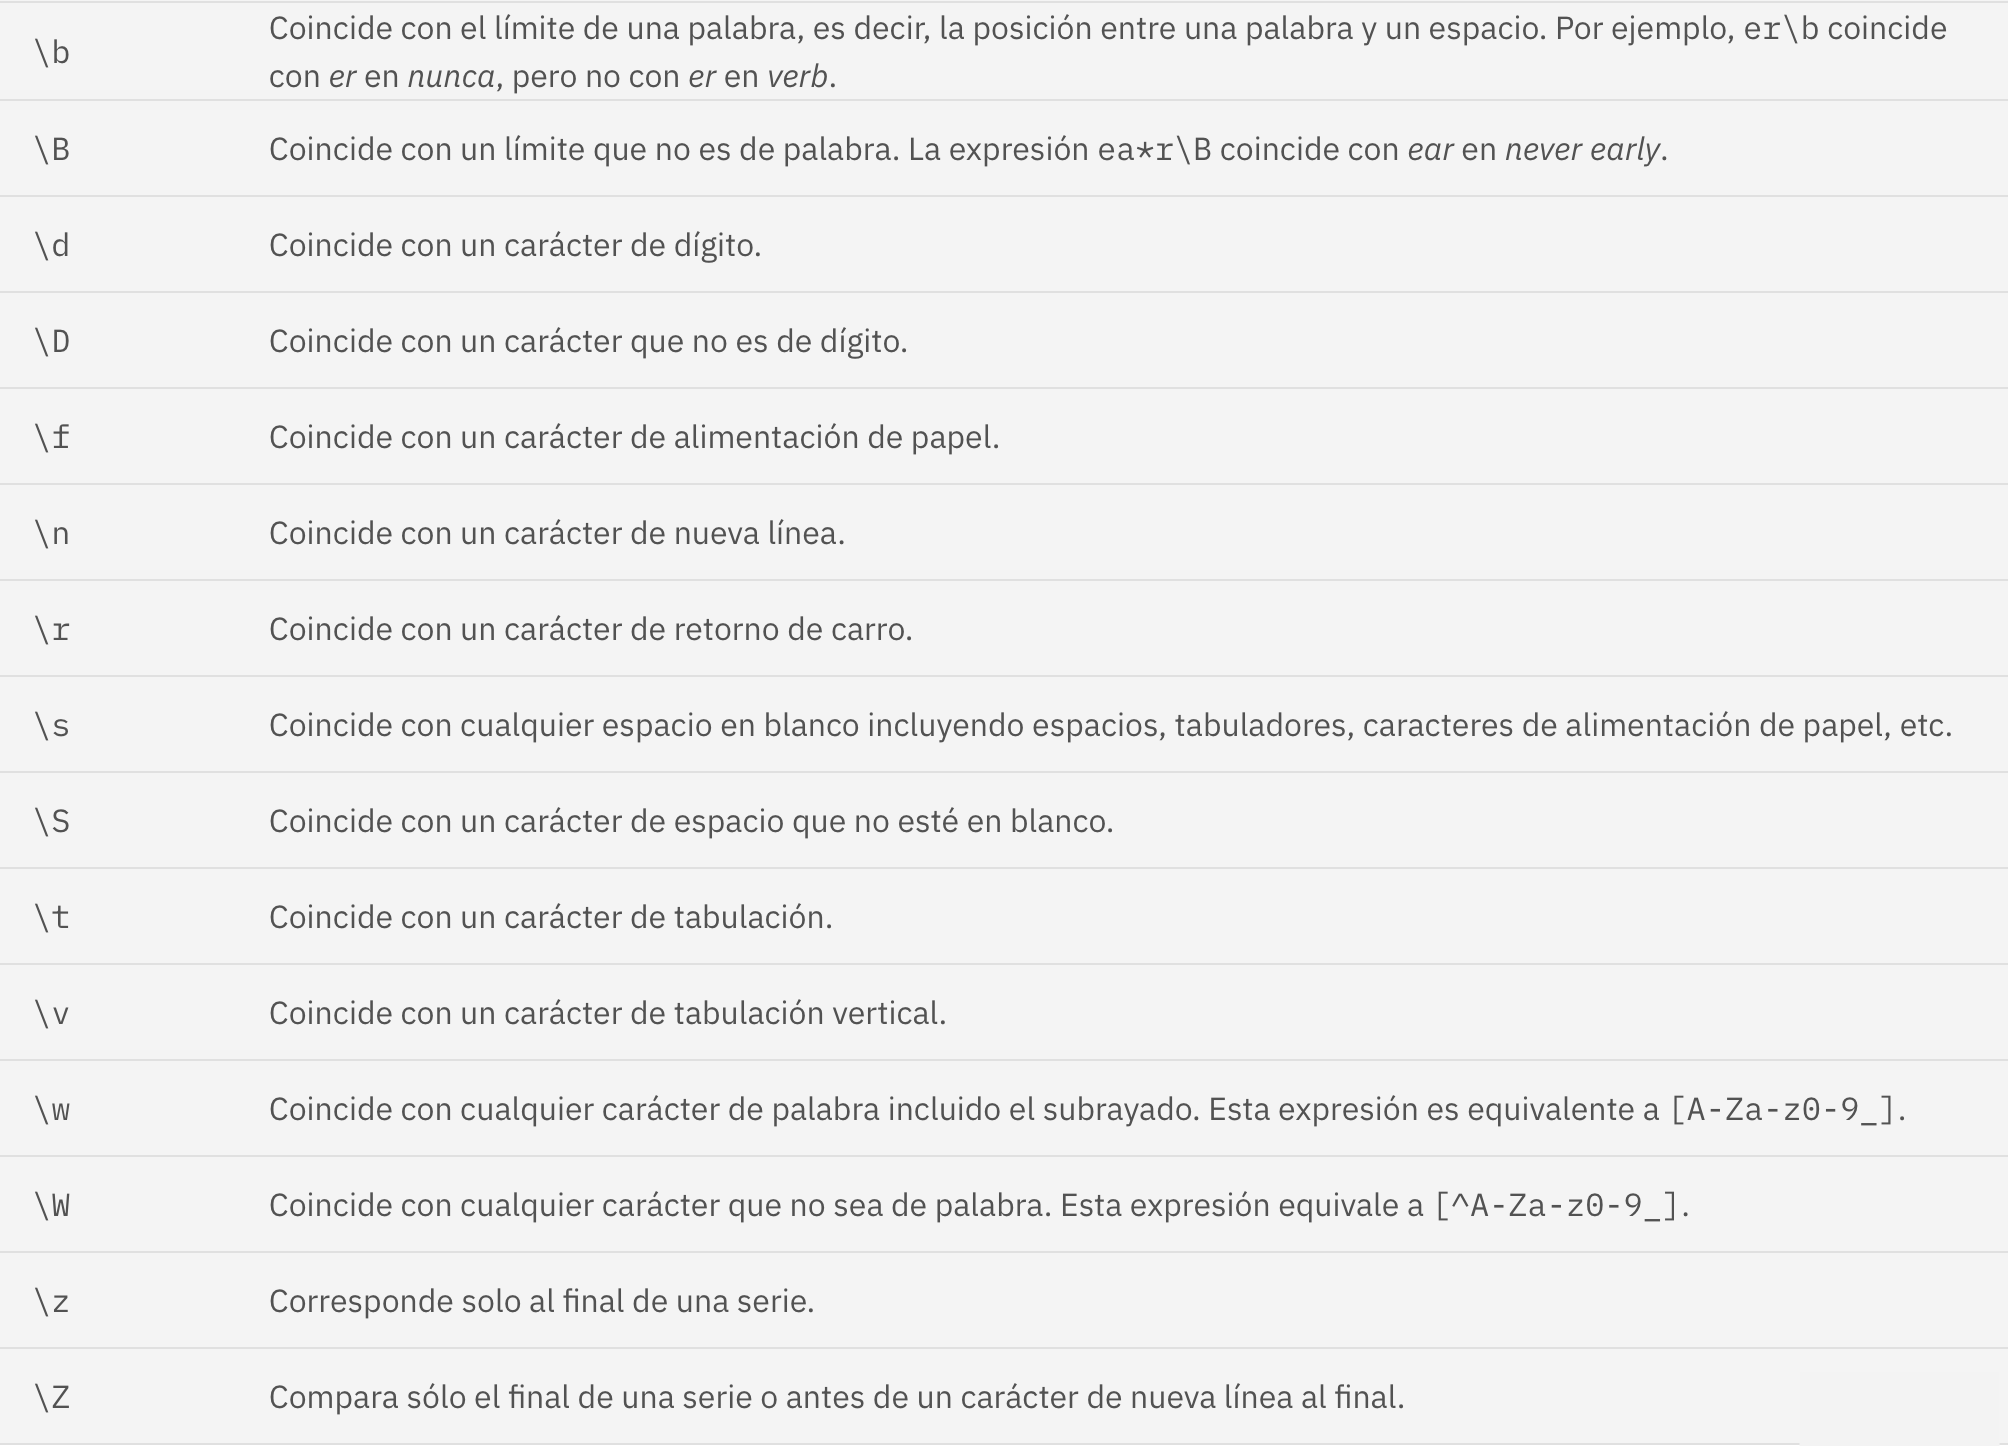 \b
Coincide con el límite de una palabra, es decir, la posición entre una palabra y un espacio. Por ejemplo, er\b coincide
con er en nunca, pero no con er en verb.
\B Coincide con un límite que no es de palabra. La expresión ea*r\B coincide con ear en never early.
\d Coincide con un carácter de dígito.
\D Coincide con un carácter que no es de dígito.
\f Coincide con un carácter de alimentación de papel.
\n Coincide con un carácter de nueva línea.
\r Coincide con un carácter de retorno de carro.
\s Coincide con cualquier espacio en blanco incluyendo espacios, tabuladores, caracteres de alimentación de papel, etc.
\S Coincide con un carácter de espacio que no esté en blanco.
\t Coincide con un carácter de tabulación.
\v Coincide con un carácter de tabulación vertical.
\w Coincide con cualquier carácter de palabra incluido el subrayado. Esta expresión es equivalente a [A-Za-z0-9_].
\W Coincide con cualquier carácter que no sea de palabra. Esta expresión equivale a [^A-Za-z0-9_].
\z Corresponde solo al final de una serie.
\Z Compara sólo el final de una serie o antes de un carácter de nueva línea al final.